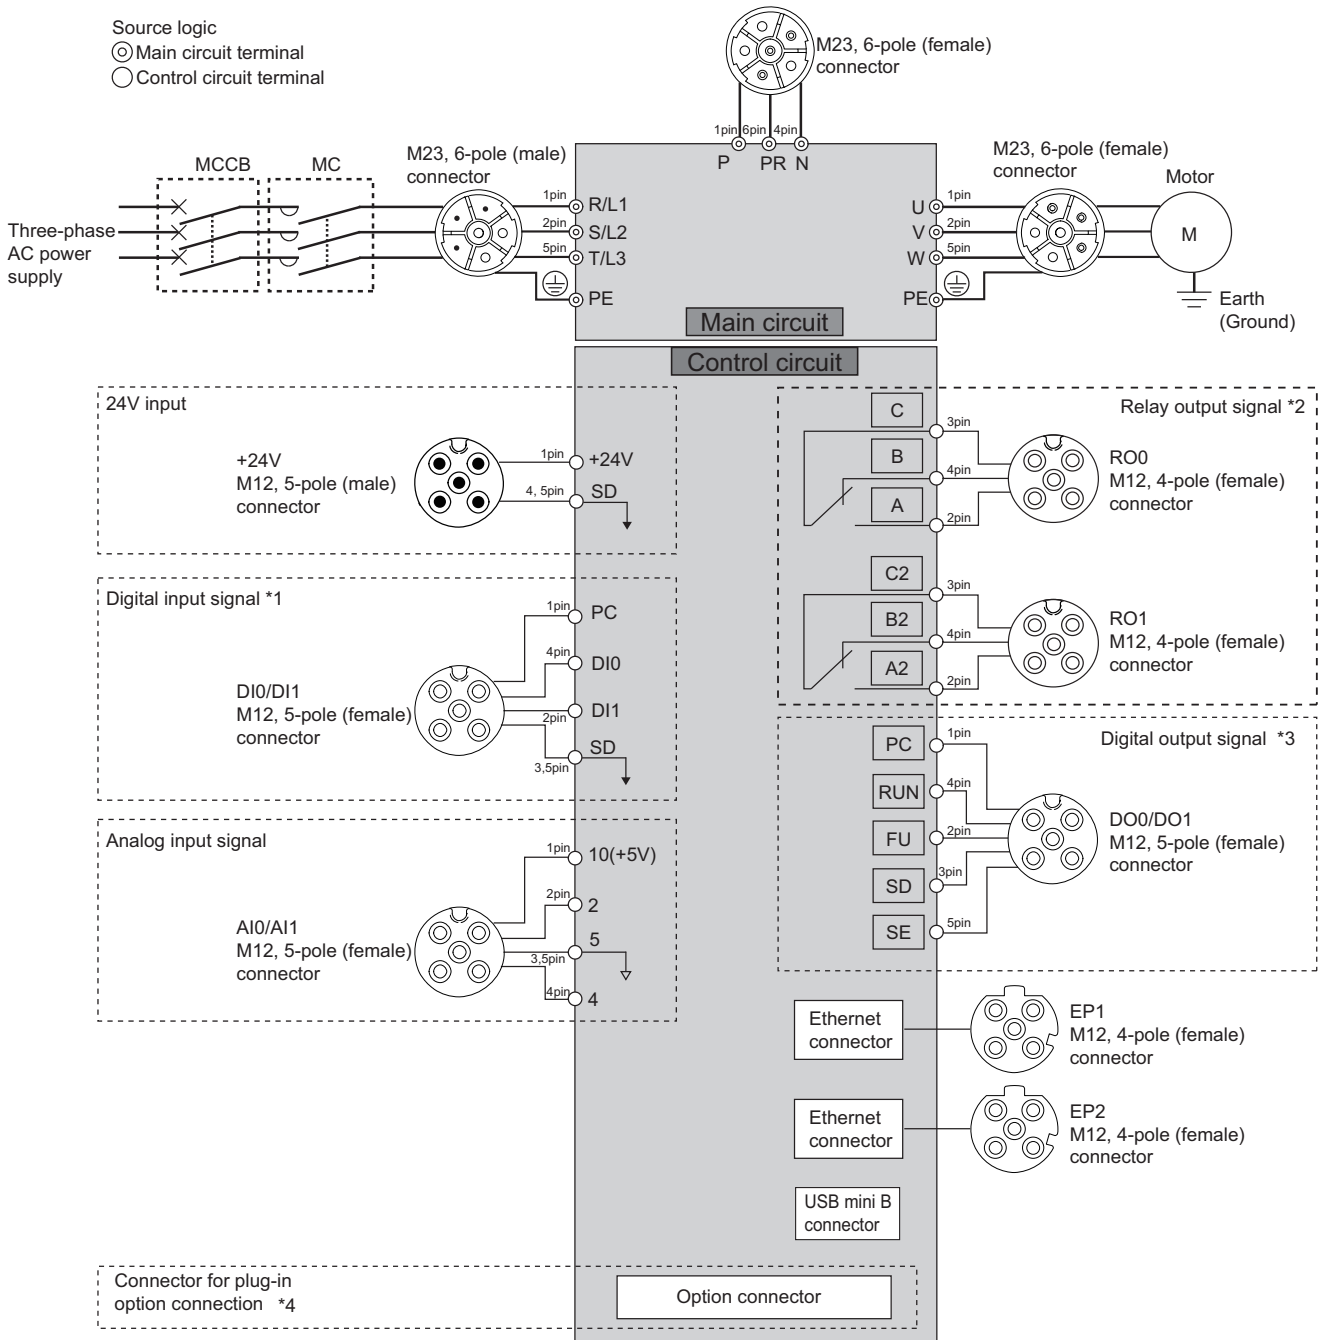 Source logic
Main circuit terminal
Control circuit terminal
M23, 6-pole (female)
connector
1pin 6pin 4pin
P PR N
MCCB MC
M23, 6-pole (male)
connector
M23, 6-pole (female)
connector
Motor
Three-phase
AC power
supply
1pin R/L1
2pin S/L2
5pin T/L3
PE
U 1pin
V 2pin
W 5pin
PE
M
Earth
(Ground)
Main circuit
Control circuit
24V input
+24V
M12, 5-pole (male)
connector
1pin +24V
4, 5pin SD
Relay output signal *2
C 3pin
B 4pin
A 2pin
RO0
M12, 4-pole (female)
connector
C2 3pin
B2 4pin
A2 2pin
RO1
M12, 4-pole (female)
connector
Digital input signal *1
DI0/DI1
M12, 5-pole (female)
connector
1pin PC
4pin DI0
2pin DI1
3,5pin SD
Digital output signal *3
PC 1pin
RUN 4pin
FU 2pin
SD 3pin
SE 5pin
DO0/DO1
M12, 5-pole (female)
connector
Analog input signal
AI0/AI1
M12, 5-pole (female)
connector
1pin 10(+5V)
2pin 2
3,5pin 5
4pin 4
Ethernet
connector
EP1
M12, 4-pole (female)
connector
Ethernet
connector
EP2
M12, 4-pole (female)
connector
USB mini B
connector
Connector for plug-in
option connection *4
Option connector